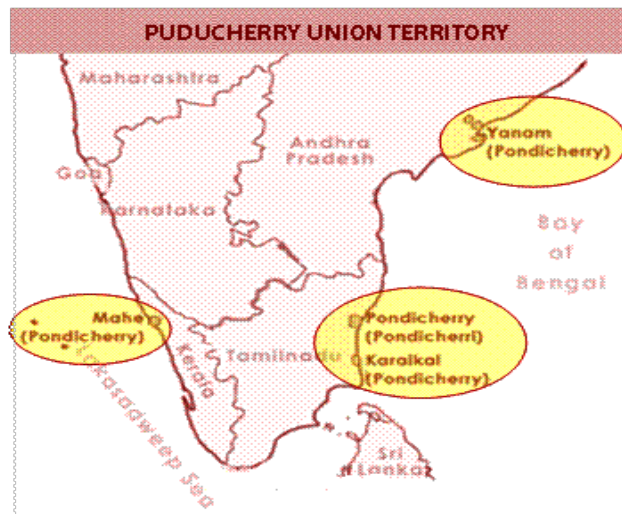 PUDUCHERRY UNION TERRITORY
Maharashtra
Andhra
Pradesh
Yanam
(Pondicherry)
Goa
Karnataka
Bay
of
Bengal
Mahe
(Pondicherry)
Pondicherry
(Pondicherri)
Kerala
Tamilnadu
Karaikal
(Pondicherry)
Sea
Sri
Lanka